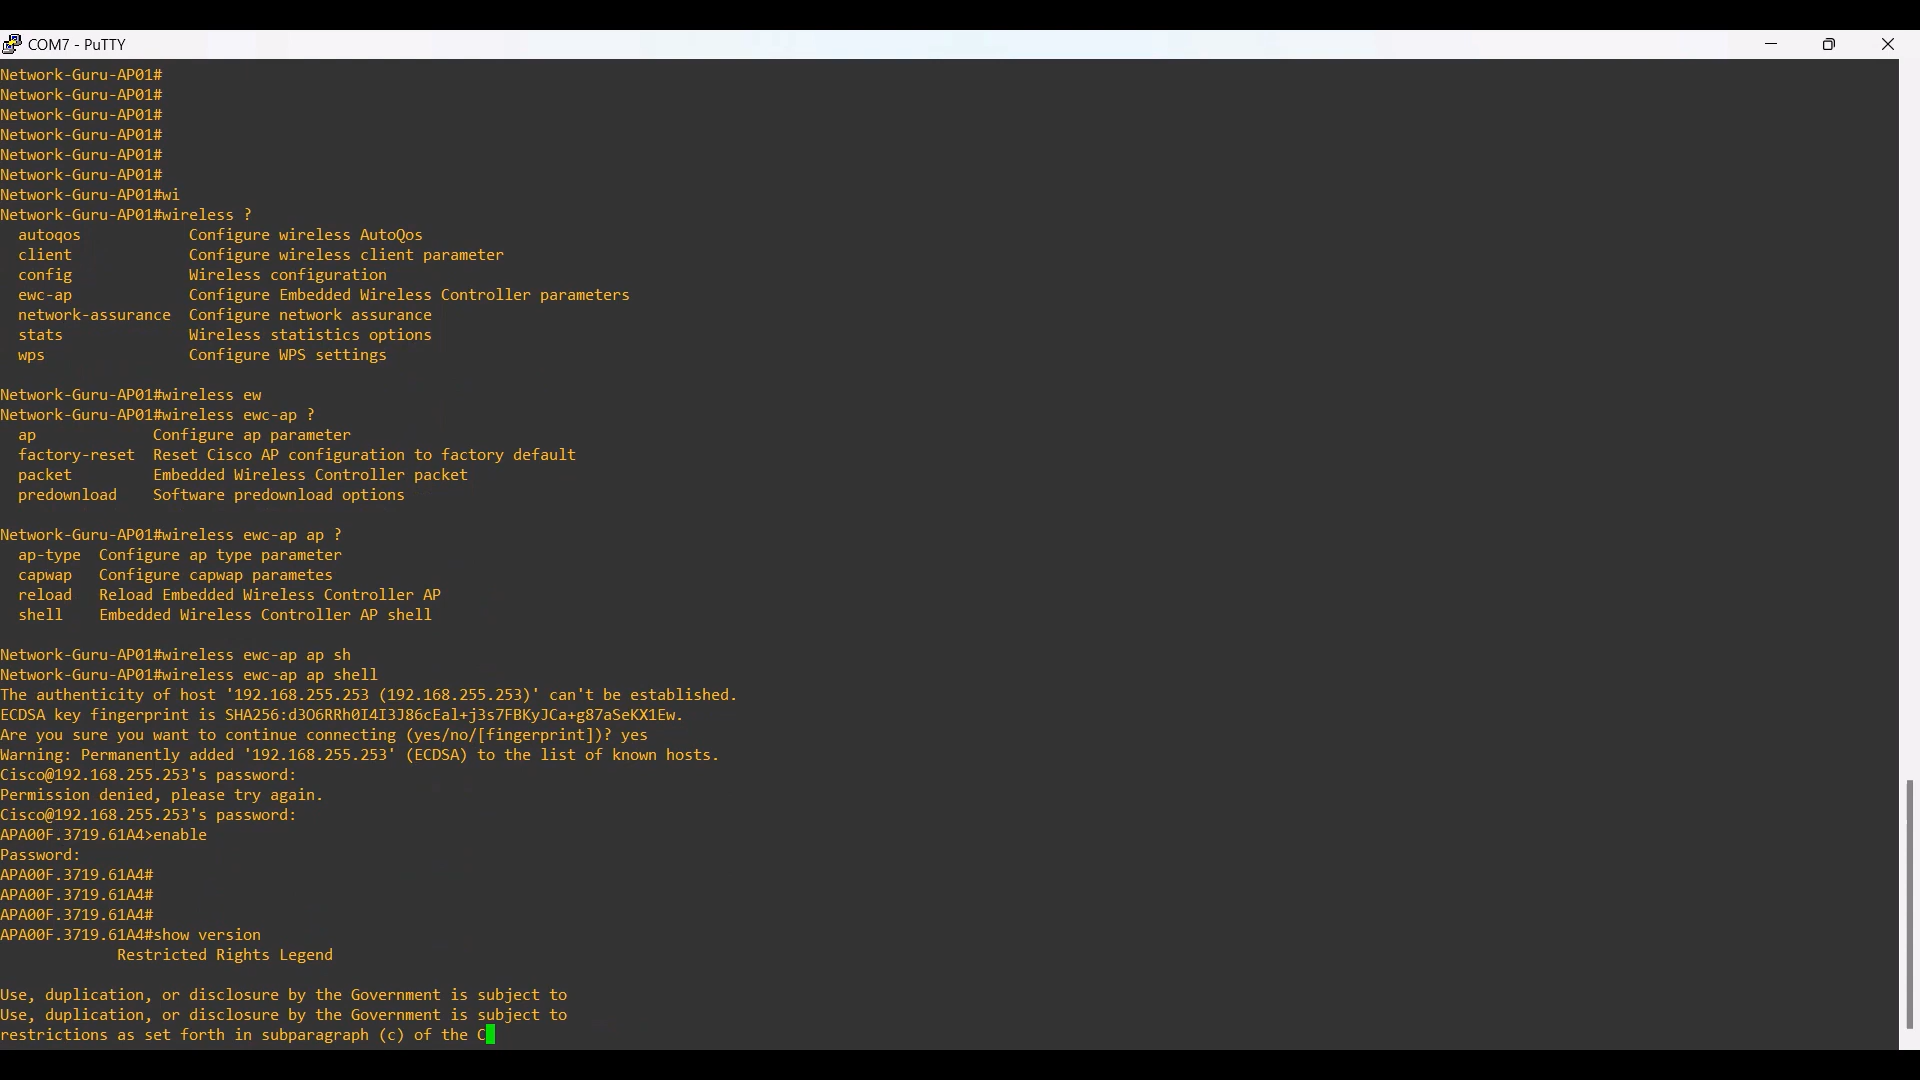 COM7 - PuTTY
Network-Guru-AP01#
Network-Guru-AP01#
Network-Guru-AP01#
Network-Guru-AP01#
Network-Guru-AP01#
Network-Guru-AP01#
Network-Guru-AP01#wi
Network-Guru-AP01#wireless ?
  autoqos            Configure wireless AutoQos
  client             Configure wireless client parameter
  config             Wireless configuration
  ewc-ap             Configure Embedded Wireless Controller parameters
  network-assurance  Configure network assurance
  stats              Wireless statistics options
  wps                Configure WPS settings

Network-Guru-AP01#wireless ew
Network-Guru-AP01#wireless ewc-ap ?
  ap             Configure ap parameter
  factory-reset  Reset Cisco AP configuration to factory default
  packet         Embedded Wireless Controller packet
  predownload    Software predownload options

Network-Guru-AP01#wireless ewc-ap ap ?
  ap-type  Configure ap type parameter
  capwap   Configure capwap parametes
  reload   Reload Embedded Wireless Controller AP
  shell    Embedded Wireless Controller AP shell

Network-Guru-AP01#wireless ewc-ap ap sh
Network-Guru-AP01#wireless ewc-ap ap shell
The authenticity of host '192.168.255.253 (192.168.255.253)' can't be established.
ECDSA key fingerprint is SHA256:d3O6RRh0I4I3J86cEal+j3s7FBKyJCa+g87aSeKX1Ew.
Are you sure you want to continue connecting (yes/no/[fingerprint])? yes
Warning: Permanently added '192.168.255.253' (ECDSA) to the list of known hosts.
Cisco@192.168.255.253's password:
Permission denied, please try again.
Cisco@192.168.255.253's password:
APA00F.3719.61A4>enable
Password:
APA00F.3719.61A4#
APA00F.3719.61A4#
APA00F.3719.61A4#
APA00F.3719.61A4#show version
             Restricted Rights Legend

Use, duplication, or disclosure by the Government is subject to
Use, duplication, or disclosure by the Government is subject to
restrictions as set forth in subparagraph (c) of the C